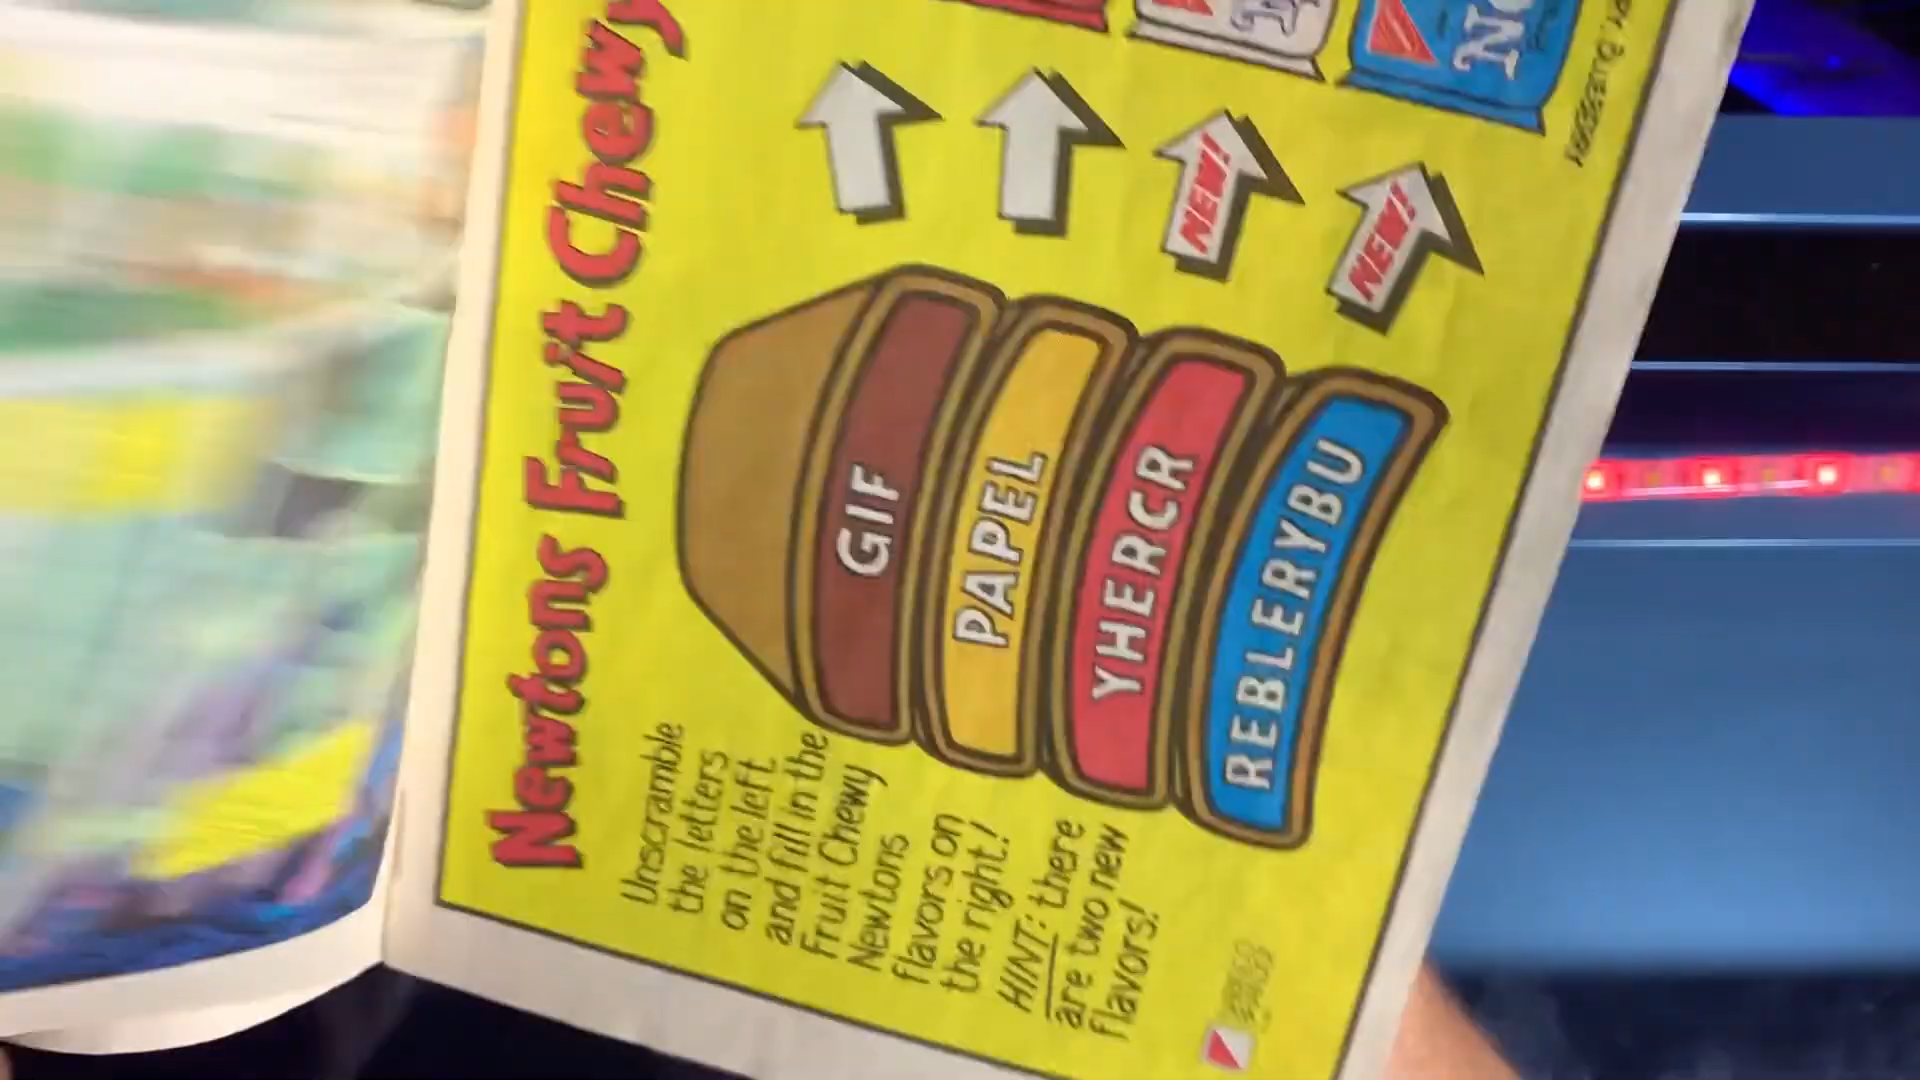 Newtons Fruit Chewy
Unscramble
the letters
on the left
and fill in the
Fruit Chewy
Newtons
flavors on
the right!
HINT: there
are two new
flavors!
GIF
PAPEL
YHERCR
REBLERYBU
NEW!
NEW!